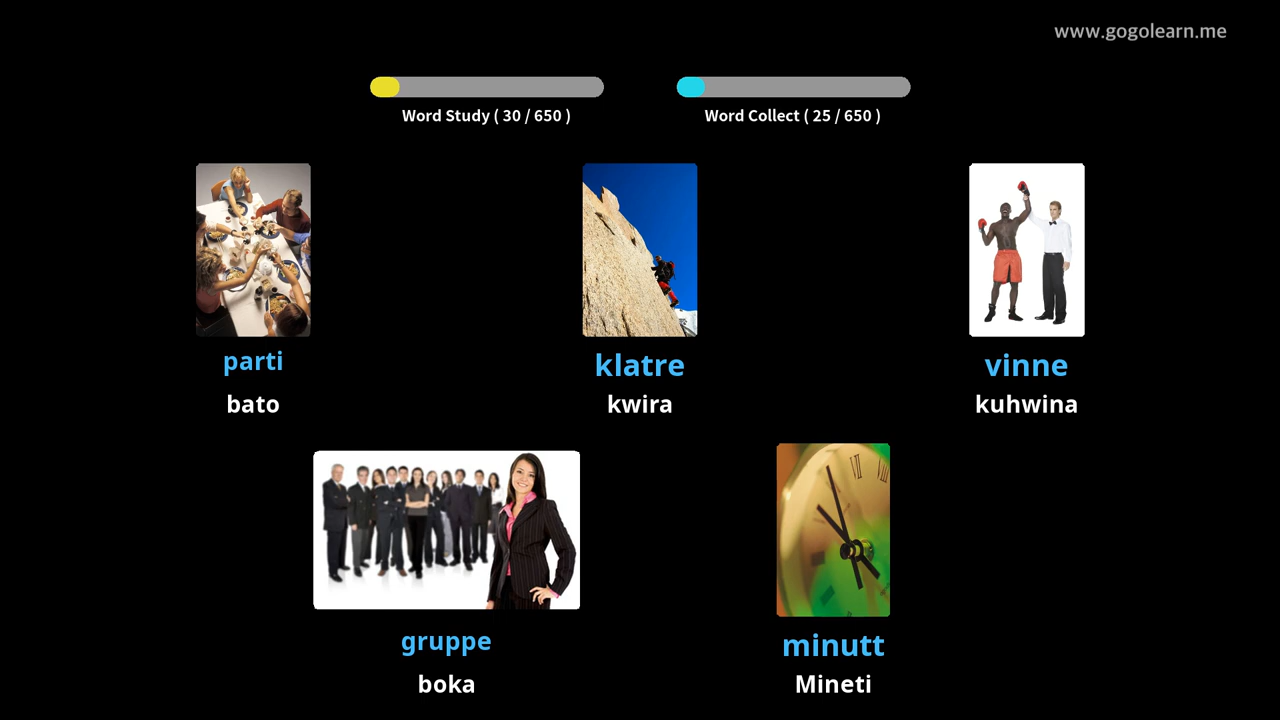 www.gogolearn.me
Word Study ( 30 / 650 )
Word Collect ( 25 / 650 )
parti
klatre
vinne
bato
kwira
kuhwina
gruppe
minutt
boka
Mineti